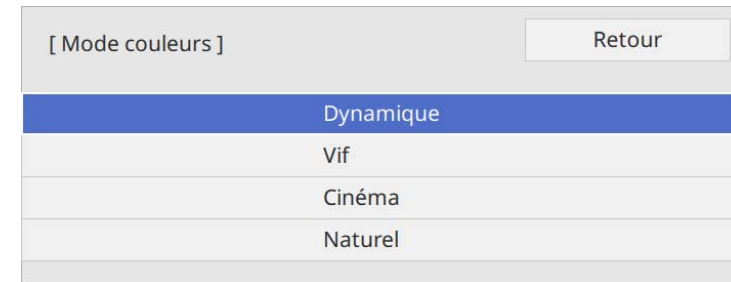 [ Mode couleurs ]
Retour
Dynamique
Vif
Cinéma
Naturel